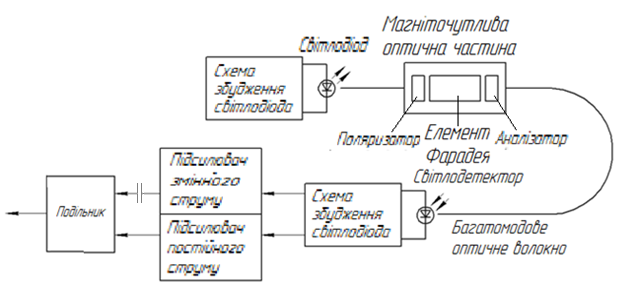 Магніточутлива
оптична частина
Світлодіод
Схема
збудження
світлодіода
Поляризатор
Елемент
Фарадея
Аналізатор
Світлодетектор
Підсилювач
змінного
струму
Схема
збудження
світлодіода
Подільник
Підсилювач
постійного
струму
Багатомодове
оптичне волокно